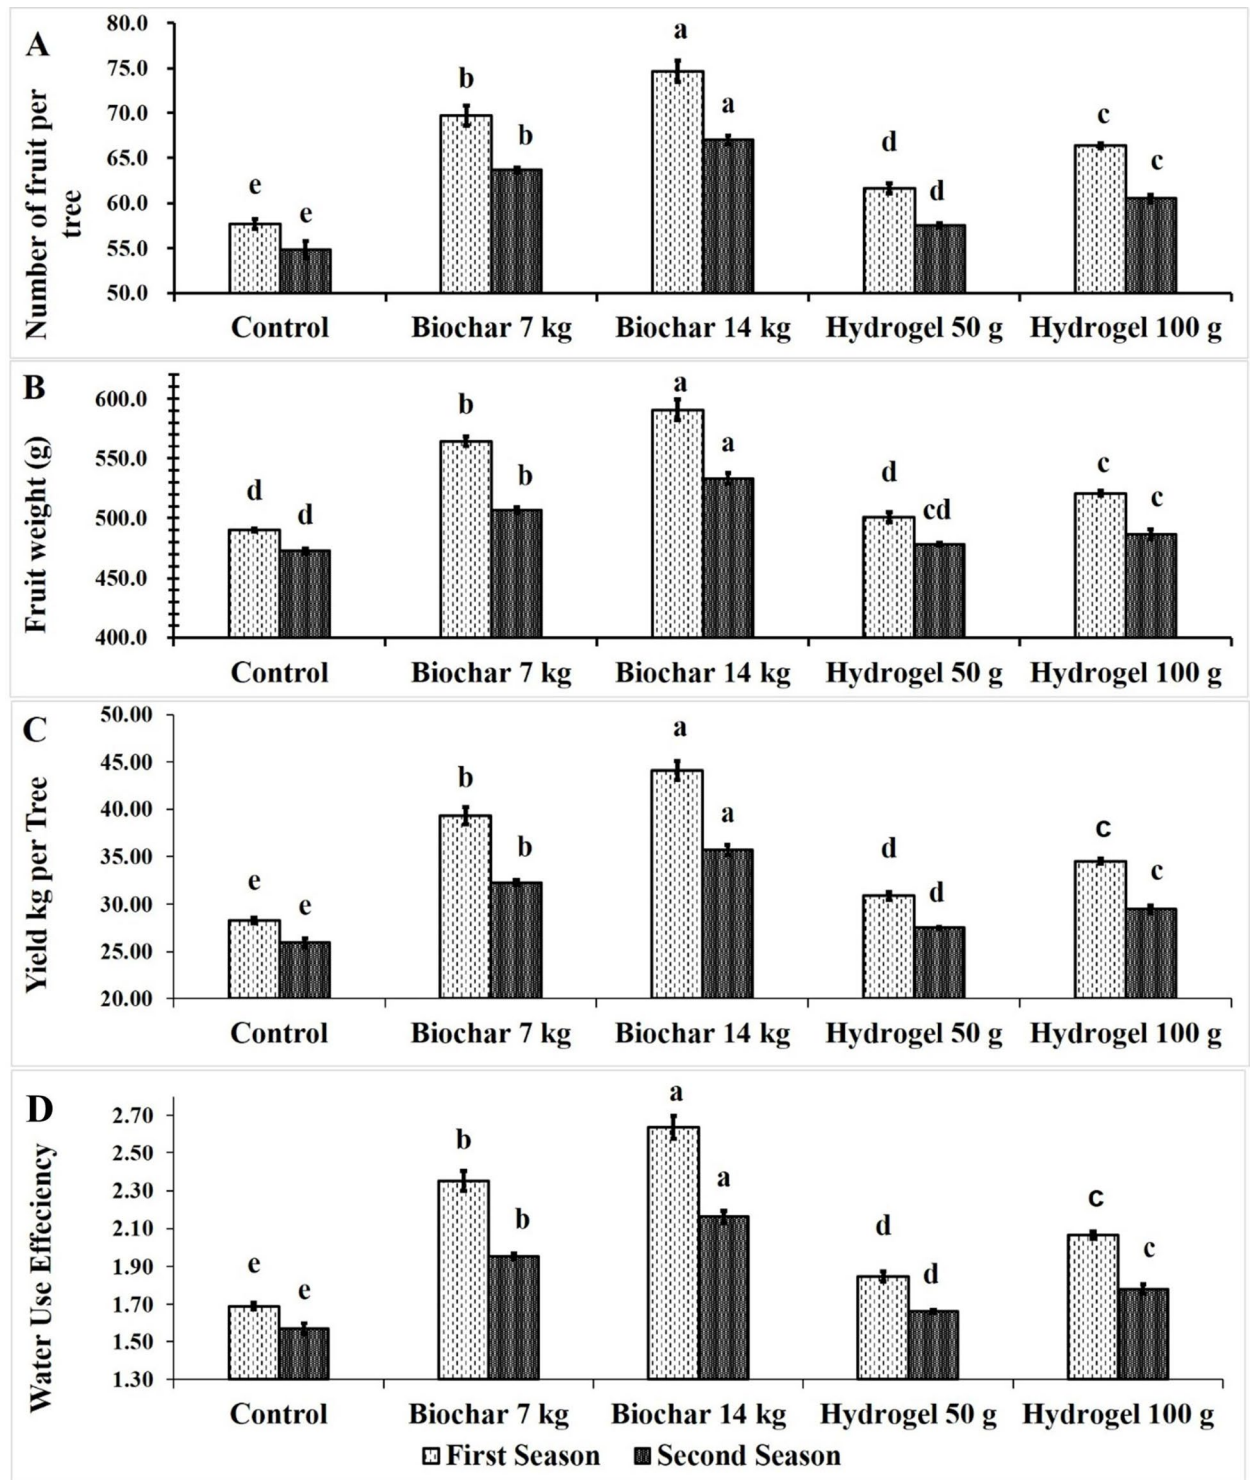 A
Number of fruit per
tree
80.0
75.0
70.0
65.0
60.0
55.0
50.0
e
e
b
b
a
a
d
d
c
c
Control
Biochar 7 kg
Biochar 14 kg
Hydrogel 50 g
Hydrogel 100 g
B
Fruit weight (g)
600.0
550.0
500.0
450.0
400.0
d
d
b
b
a
a
d
cd
c
c
Control
Biochar 7 kg
Biochar 14 kg
Hydrogel 50 g
Hydrogel 100 g
C
Yield kg per Tree
50.00
45.00
40.00
35.00
30.00
25.00
20.00
e
e
b
b
a
a
d
d
c
c
Control
Biochar 7 kg
Biochar 14 kg
Hydrogel 50 g
Hydrogel 100 g
D
Water Use Effeciency
2.70
2.50
2.30
2.10
1.90
1.70
1.50
1.30
e
e
b
b
a
a
d
d
c
c
Control
Biochar 7 kg
Biochar 14 kg
Hydrogel 50 g
Hydrogel 100 g
First Season
Second Season